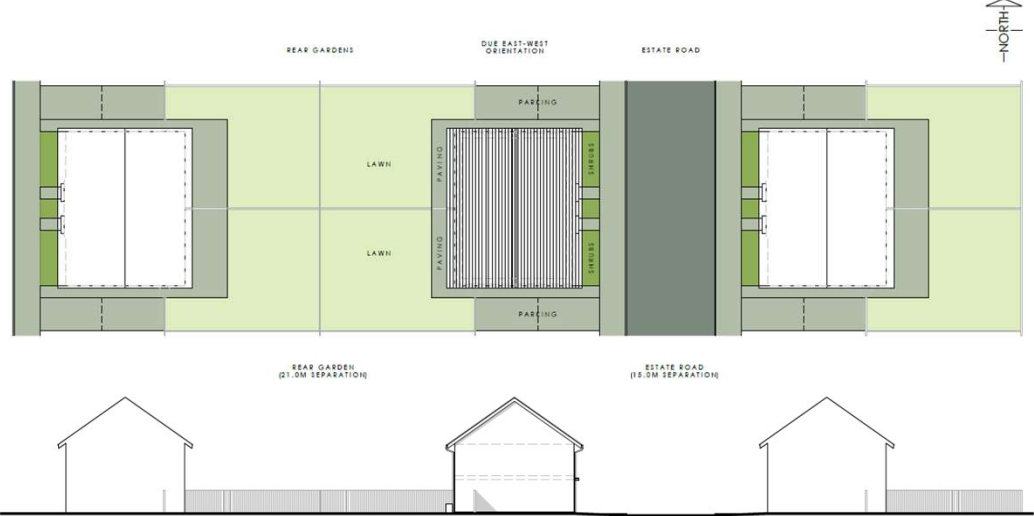 NORTH
REAR GARDENS
DUE EAST-WEST
ORIENTATION
ESTATE ROAD
PARCING
LAWN
PAVING
SHRUBS
LAWN
PAVING
SHRUBS
PARCING
REAR GARDEN
(21.0M SEPARATION)
ESTATE ROAD
(15.0M SEPARATION)